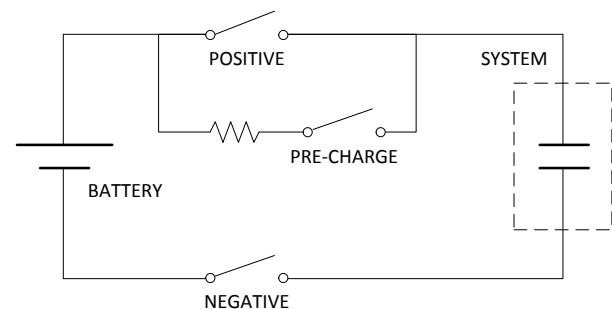 POSITIVE
SYSTEM
PRE-CHARGE
BATTERY
NEGATIVE